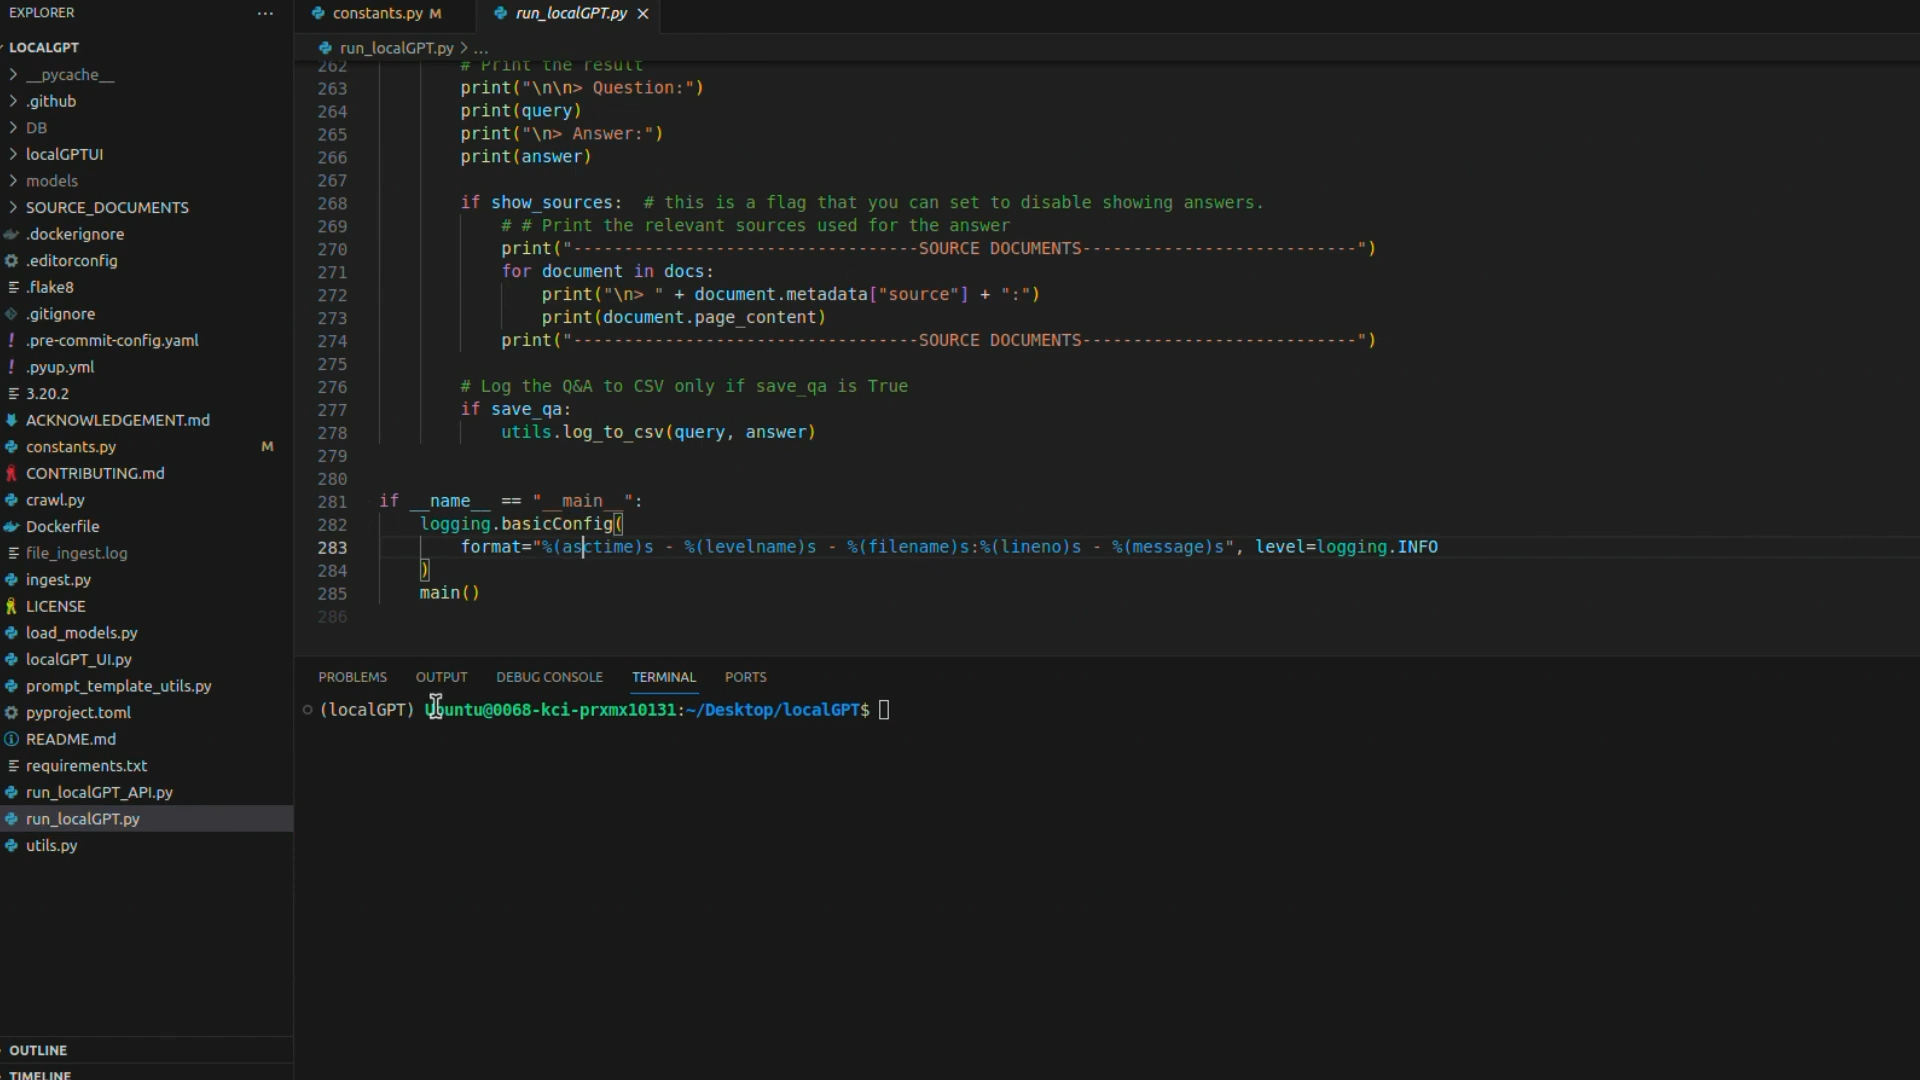 EXPLORER
LOCALGPT
__pycache__
.github
DB
localGPTUI
models
SOURCE_DOCUMENTS
.dockerignore
.editorconfig
.flake8
.gitignore
.pre-commit-config.yaml
.pyup.yml
3.20.2
ACKNOWLEDGEMENT.md
constants.py M
CONTRIBUTING.md
crawl.py
Dockerfile
file_ingest.log
ingest.py
LICENSE
load_models.py
localGPT_UI.py
prompt_template_utils.py
pyproject.toml
README.md
requirements.txt
run_localGPT_API.py
run_localGPT.py
utils.py
OUTLINE
TIMELINE
constants.py M
run_localGPT.py
run_localGPT.py > ...
262 # Print the result
263 print("\n\n> Question:")
264 print(query)
265 print("\n> Answer:")
266 print(answer)
267
268 if show_sources:  # this is a flag that you can set to disable showing answers.
269 # # Print the relevant sources used for the answer
270 print("----------------------------------SOURCE DOCUMENTS---------------------------")
271 for document in docs:
272 print("\n> " + document.metadata["source"] + ":")
273 print(document.page_content)
274 print("----------------------------------SOURCE DOCUMENTS---------------------------")
275
276 # Log the Q&A to CSV only if save_qa is True
277 if save_qa:
278 utils.log_to_csv(query, answer)
279
280
281 if __name__ == "__main__":
282 logging.basicConfig(
283 format="%(asctime)s - %(levelname)s - %(filename)s:%(lineno)s - %(message)s", level=logging.INFO
284 )
285 main()
286
PROBLEMS OUTPUT DEBUG CONSOLE TERMINAL PORTS
(localGPT) Ubuntu@0068-kci-prxmx10131:~/Desktop/localGPT$